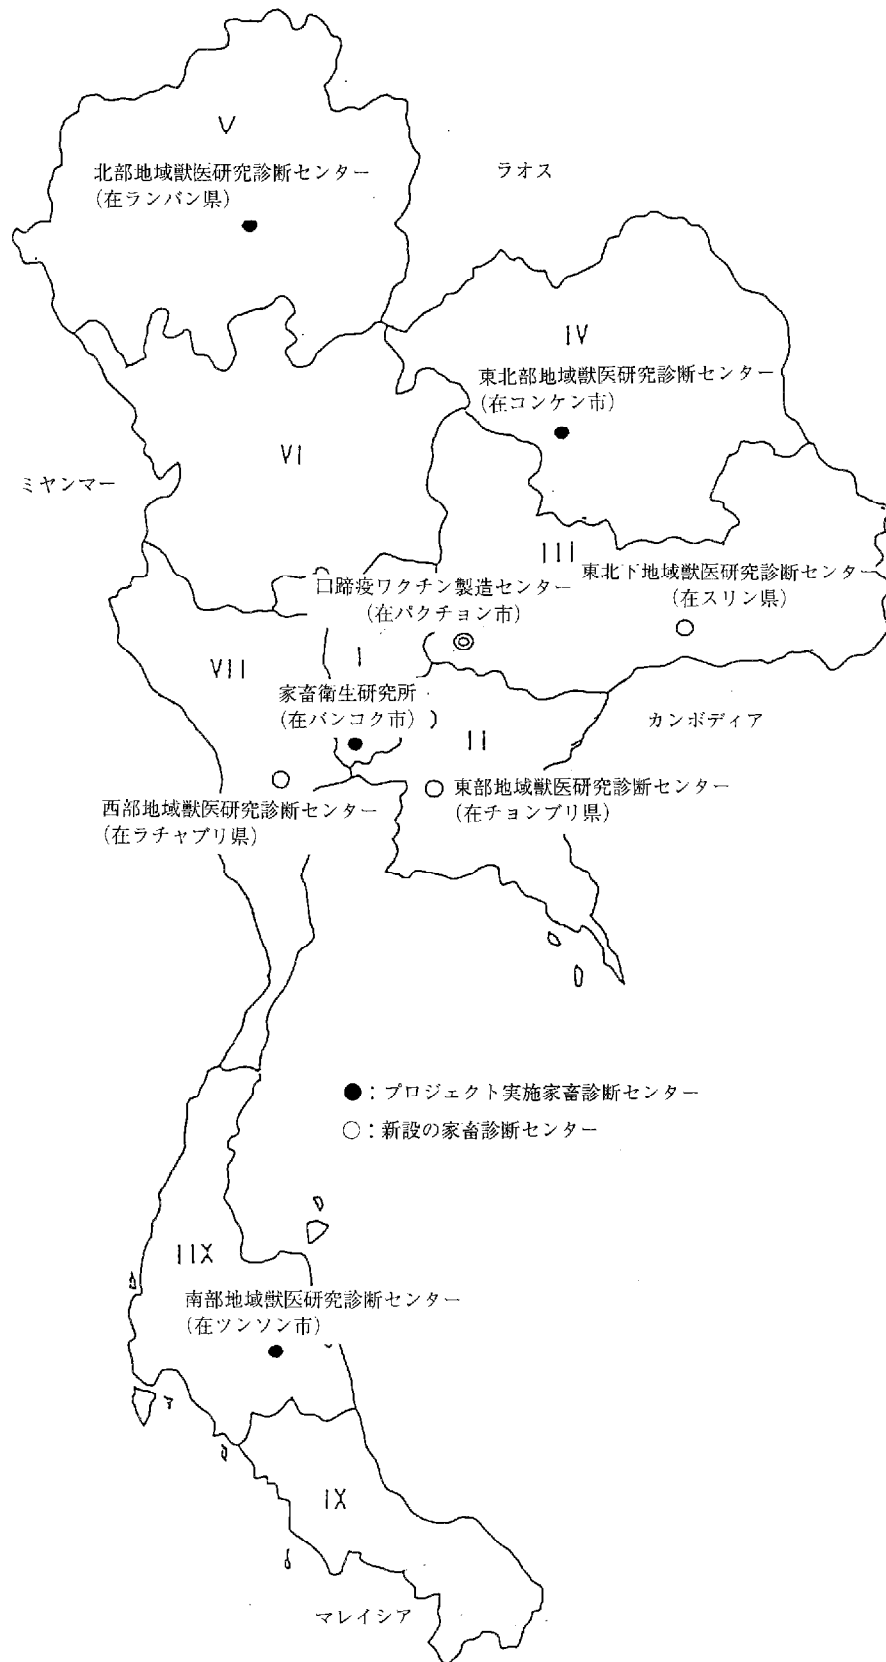 V
北部地域獣医研究診断センター
(在ランバン県)
ラオス
IV
東北部地域獣医研究診断センター
(在コンケン市)
VI
ミヤンマー
III
東北下地域獣医研究診断センター
(在スリン県)
口蹄疫ワクチン製造センター
(在パクチョン市)
VII
I
家畜衛生研究所
(在バンコク市)
II
カンボディア
東部地域獣医研究診断センター
(在チョンブリ県)
西部地域獣医研究診断センター
(在ラチャブリ県)
●：プロジェクト実施家畜診断センター
○：新設の家畜診断センター
IIX
南部地域獣医研究診断センター
(在ツンソン市)
IX
マレイシア